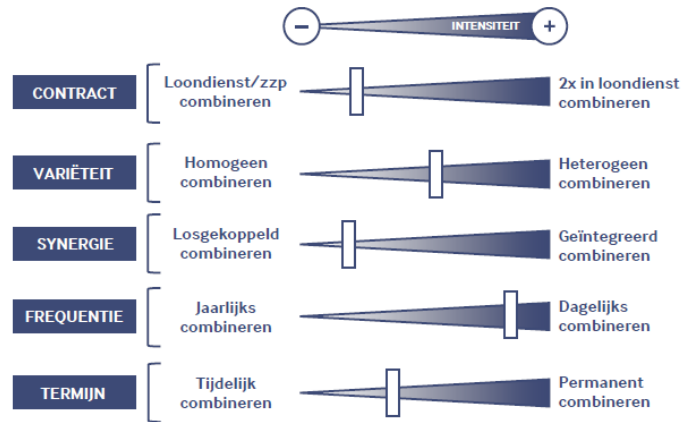 −
INTENSITEIT
+
CONTRACT
Loondienst/zzp
combineren
2x in loondienst
combineren
VARIËTEIT
Homogeen
combineren
Heterogeen
combineren
SYNERGIE
Losgekoppeld
combineren
Geïntegreerd
combineren
FREQUENTIE
Jaarlijks
combineren
Dagelijks
combineren
TERMIJN
Tijdelijk
combineren
Permanent
combineren